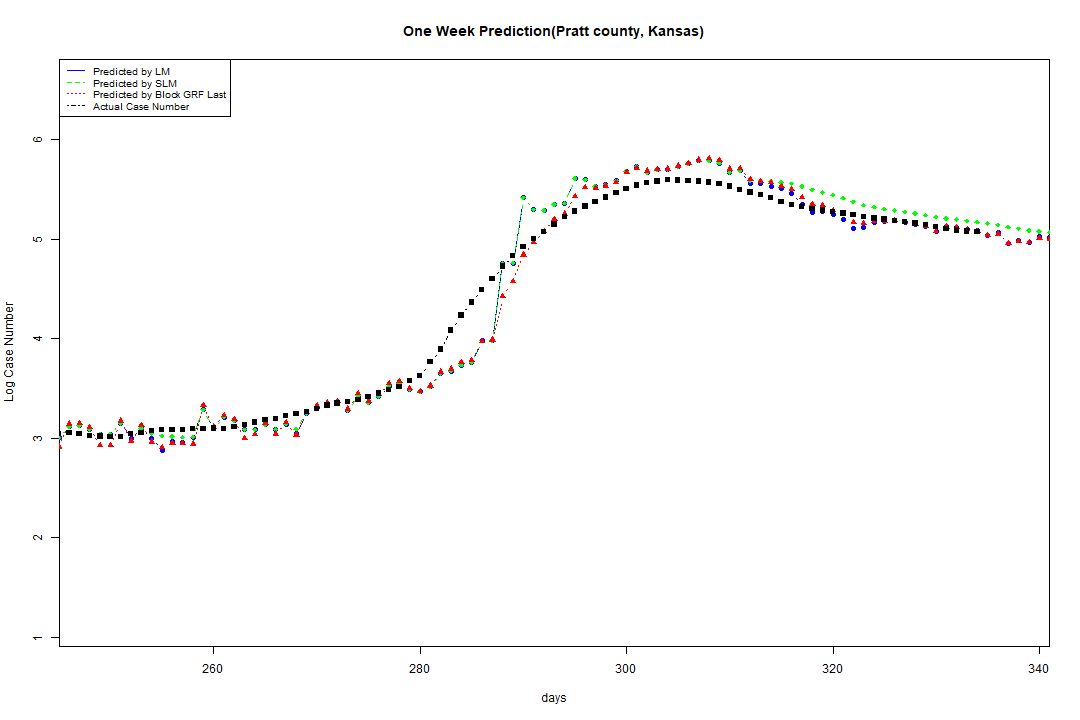 One Week Prediction(Pratt county, Kansas)
Predicted by LM
Predicted by SLM
Predicted by Block GRF Last
Actual Case Number
Log Case Number
6
5
4
3
2
1
260 280 300 320 340
days